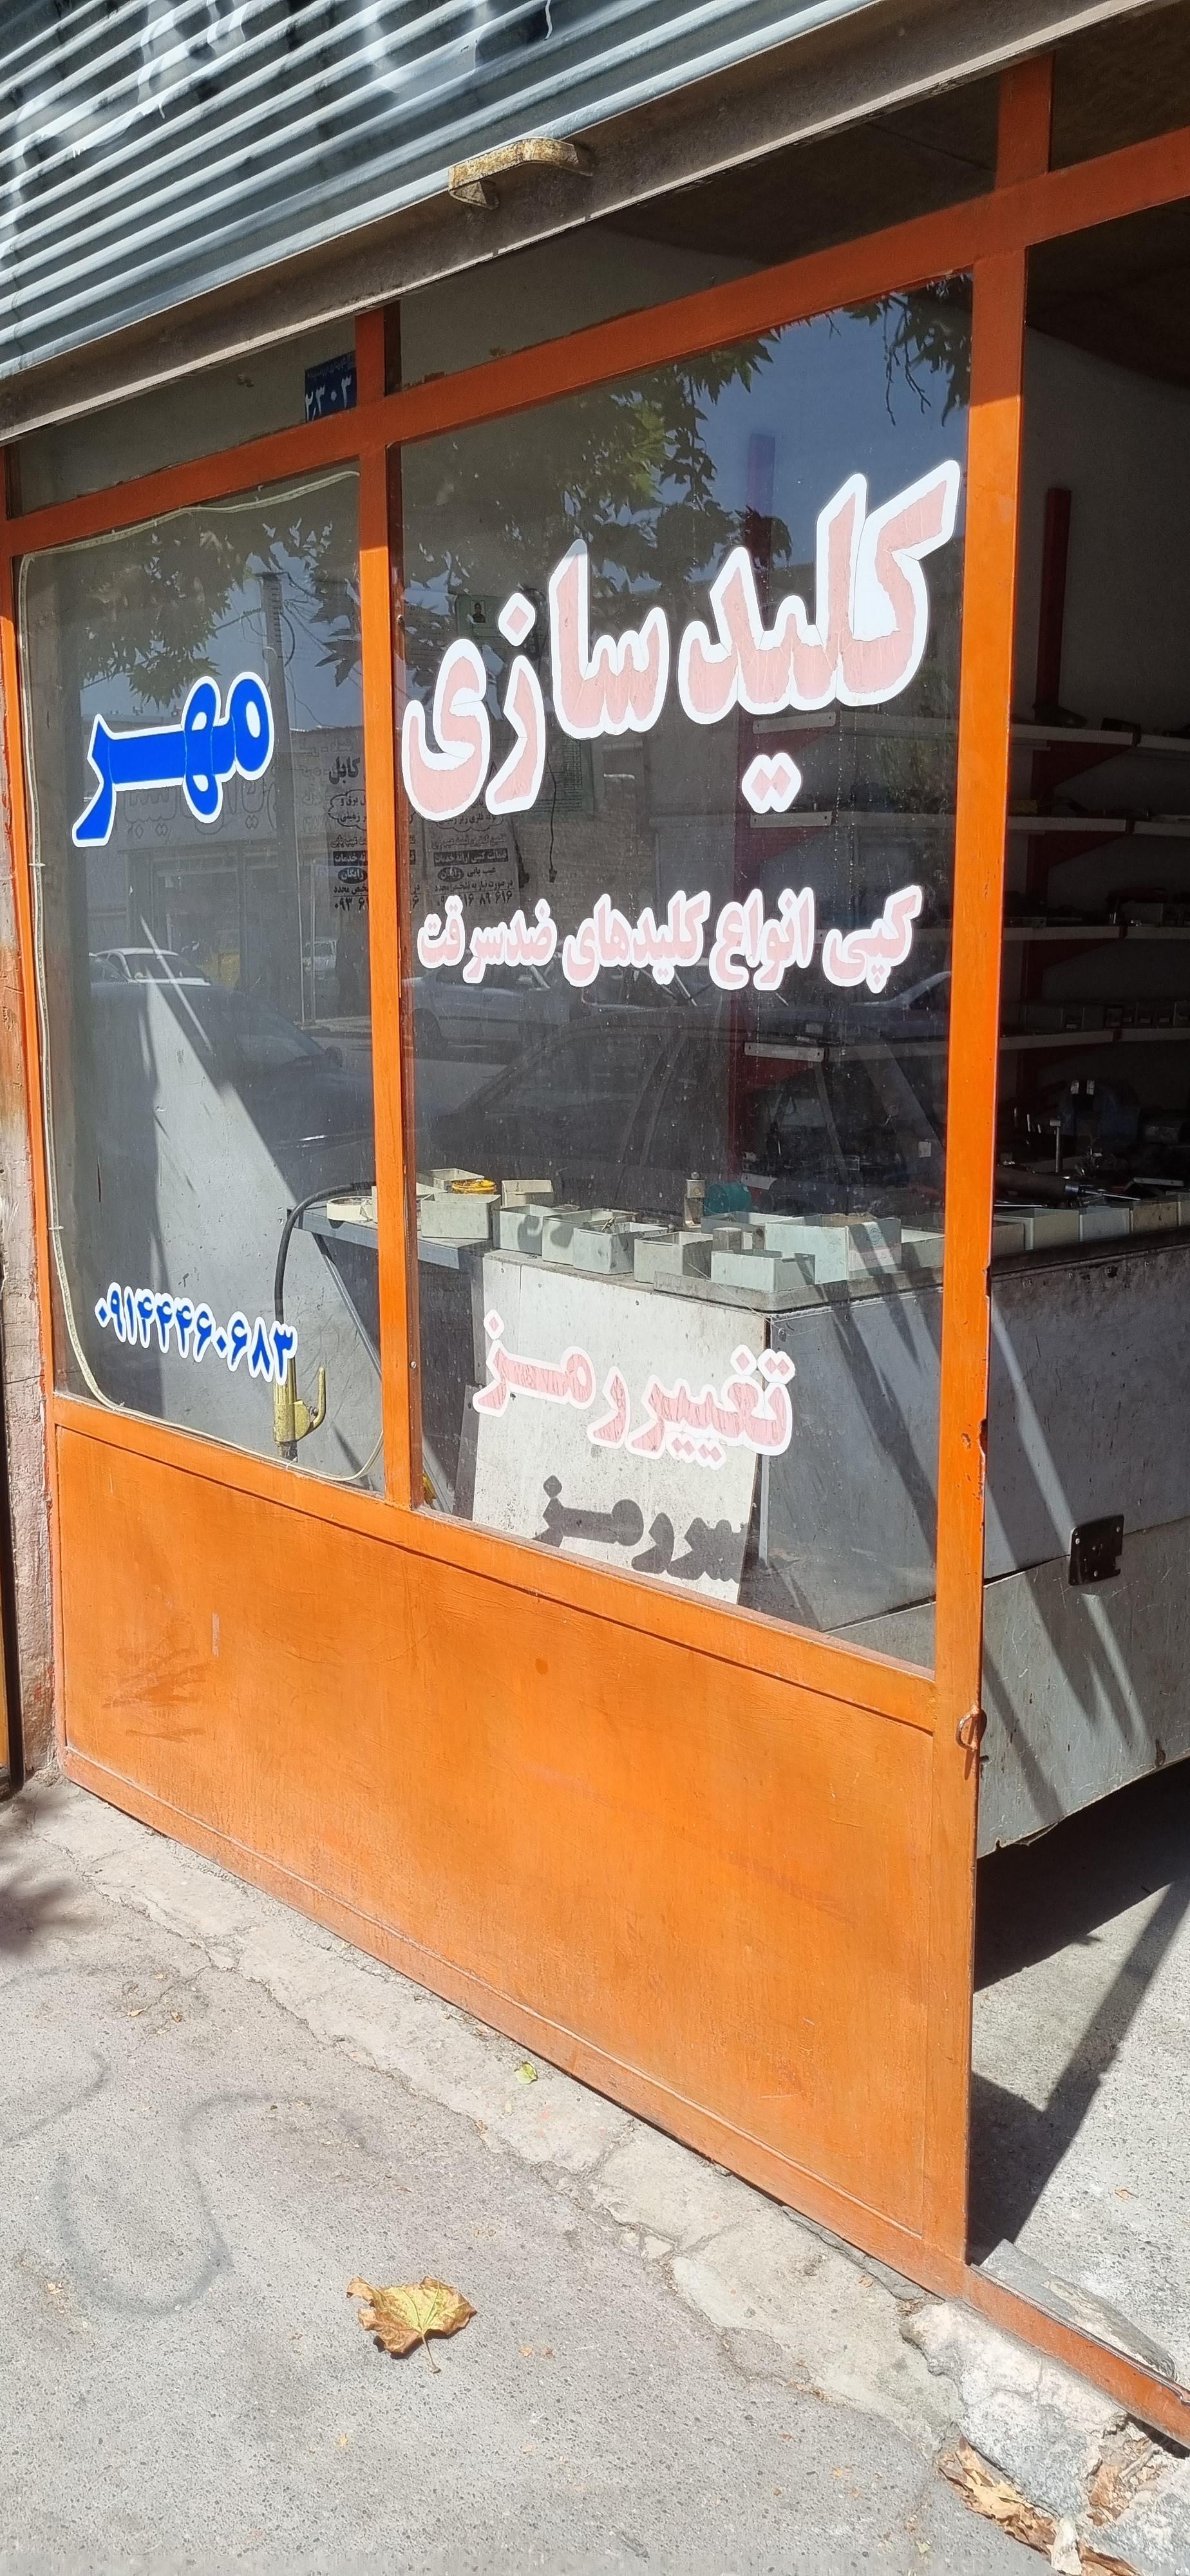 ۲۳۰۳
کلید سازی
مهر
کپی انواع کلیدهای ضدسرقت
تغییر رمز
۰۹۱۴۴۴۶۰۶۸۳